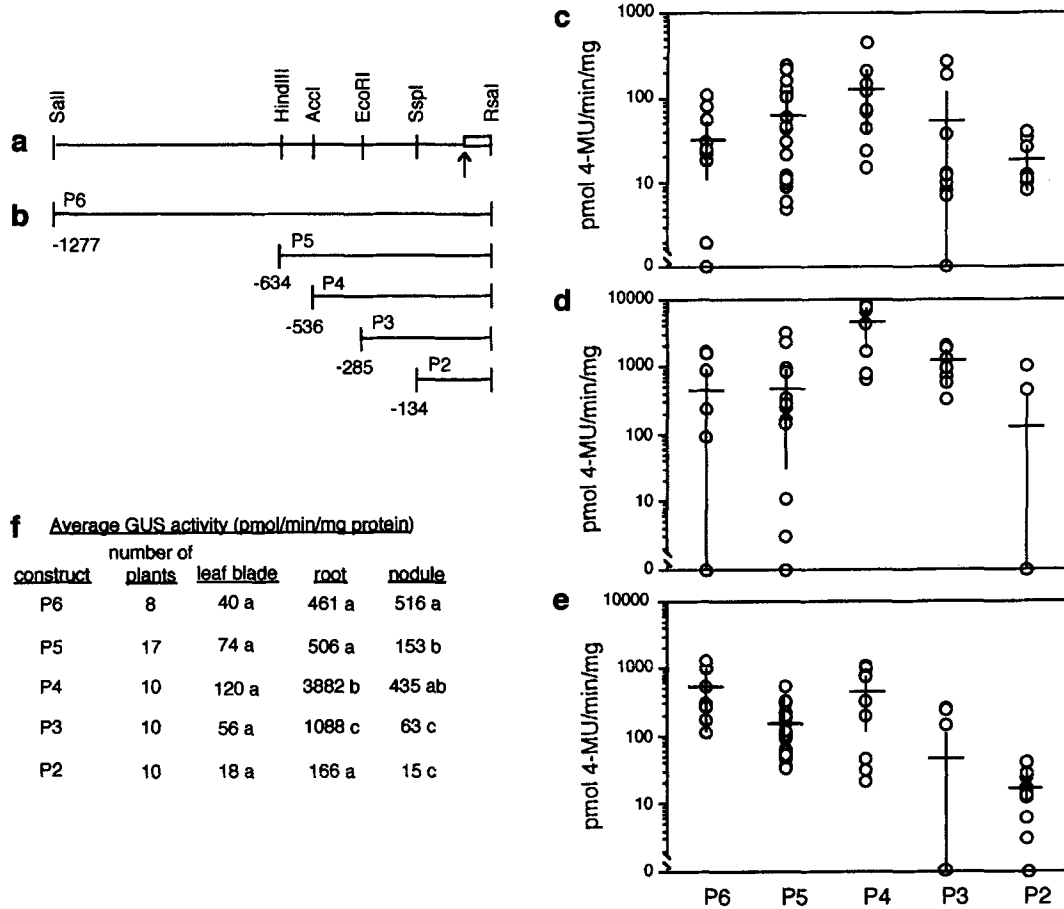 a
SalI
HindIII
AccI
EcoRI
SspI
RsaI
b
P6
-1277
P5
-634
P4
-536
P3
-285
P2
-134
f Average GUS activity (pmol/min/mg protein)
construct number of plants leaf blade root nodule
P6 8 40 a 461 a 516 a
P5 17 74 a 506 a 153 b
P4 10 120 a 3882 b 435 ab
P3 10 56 a 1088 c 63 c
P2 10 18 a 166 a 15 c
c
pmol 4-MU/min/mg
1000
100
10
0
d
pmol 4-MU/min/mg
10000
1000
100
10
0
e
pmol 4-MU/min/mg
10000
1000
100
10
0
P6 P5 P4 P3 P2